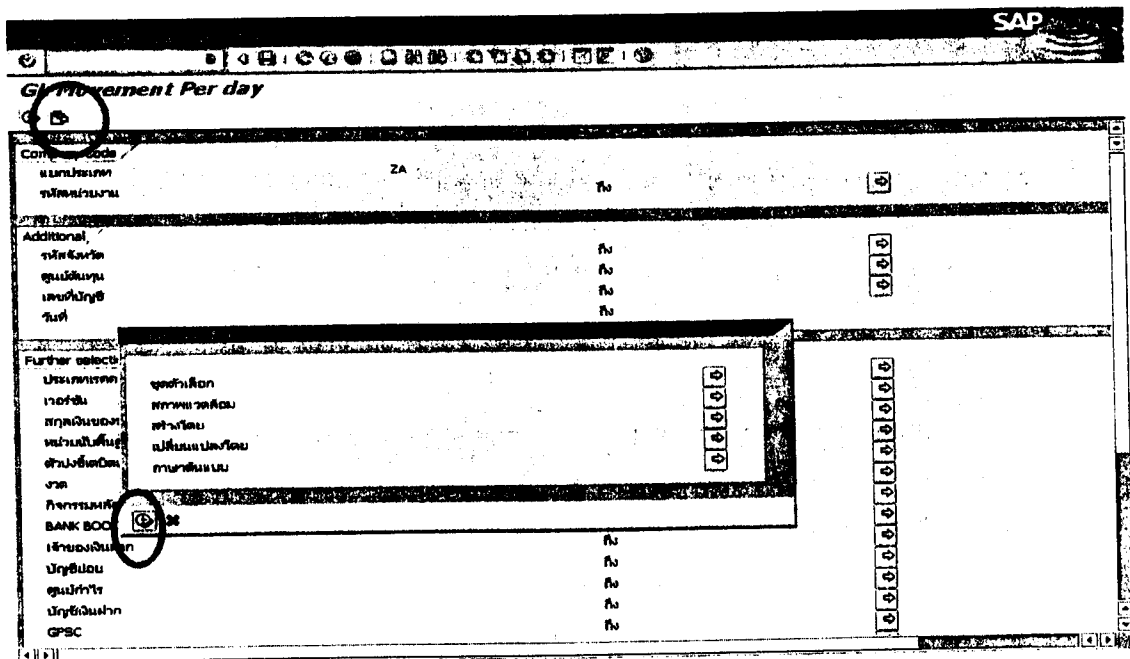 SAP
GL Movement Per day
Company code
แยกประเภท ZA
รหัสหน่วยงาน ถึง
Additional
รหัสจังหวัด ถึง
ศูนย์ต้นทุน ถึง
เลขที่บัญชี ถึง
วันที่ ถึง
Further selecti
ประเภทเรคค
เวอร์ชัน
สกุลเงินของ
หน่วยนับพื้นฐ
ตัวบ่งชี้เดบิต
งวด
กิจกรรมหลั
BANK BOO
ชุดตัวเลือก
สภาพแวดล้อม
สร้างโดย
เปลี่ยนแปลงโดย
ภาษาต้นแบบ
เจ้าของเงินฝาก ถึง
บัญชีย่อย ถึง
ศูนย์กำไร ถึง
บัญชีเงินฝาก ถึง
GPSC ถึง